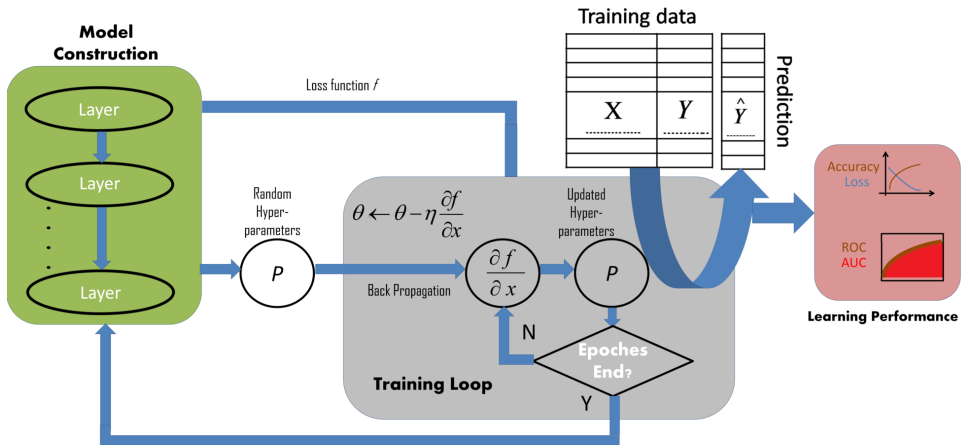 Model
Construction
Layer
Layer
Layer
Loss function f
Random
Hyper-
parameters
P
Training data
X
Y
Ŷ
Prediction
θ ← θ − η ∂f/∂x
Back Propagation
∂f
∂x
Updated
Hyper-
parameters
P
Epoches
End?
N
Y
Training Loop
Accuracy
Loss
ROC
AUC
Learning Performance